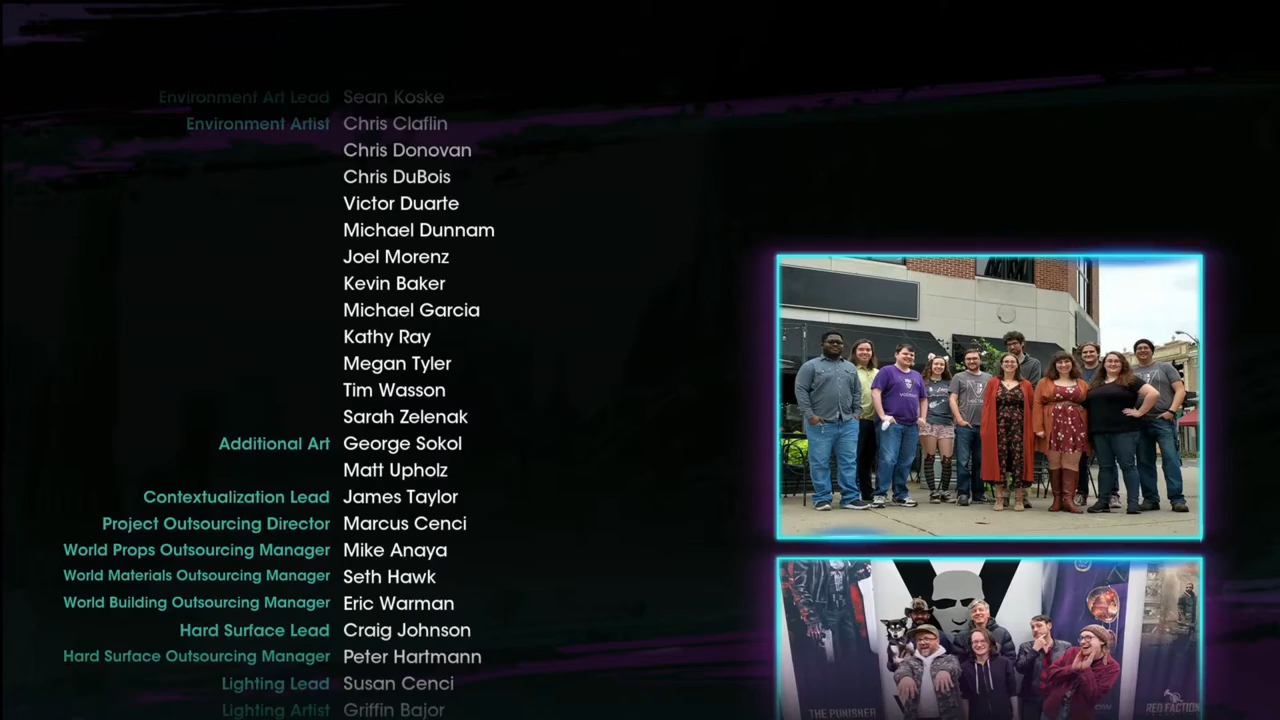 Environment Art Lead Sean Koske
Environment Artist Chris Claflin
Chris Donovan
Chris DuBois
Victor Duarte
Michael Dunnam
Joel Morenz
Kevin Baker
Michael Garcia
Kathy Ray
Megan Tyler
Tim Wasson
Sarah Zelenak
Additional Art George Sokol
Matt Upholz
Contextualization Lead James Taylor
Project Outsourcing Director Marcus Cenci
World Props Outsourcing Manager Mike Anaya
World Materials Outsourcing Manager Seth Hawk
World Building Outsourcing Manager Eric Warman
Hard Surface Lead Craig Johnson
Hard Surface Outsourcing Manager Peter Hartmann
Lighting Lead Susan Cenci
Lighting Artist Griffin Bajor
THE PUNISHER
RED FACTION